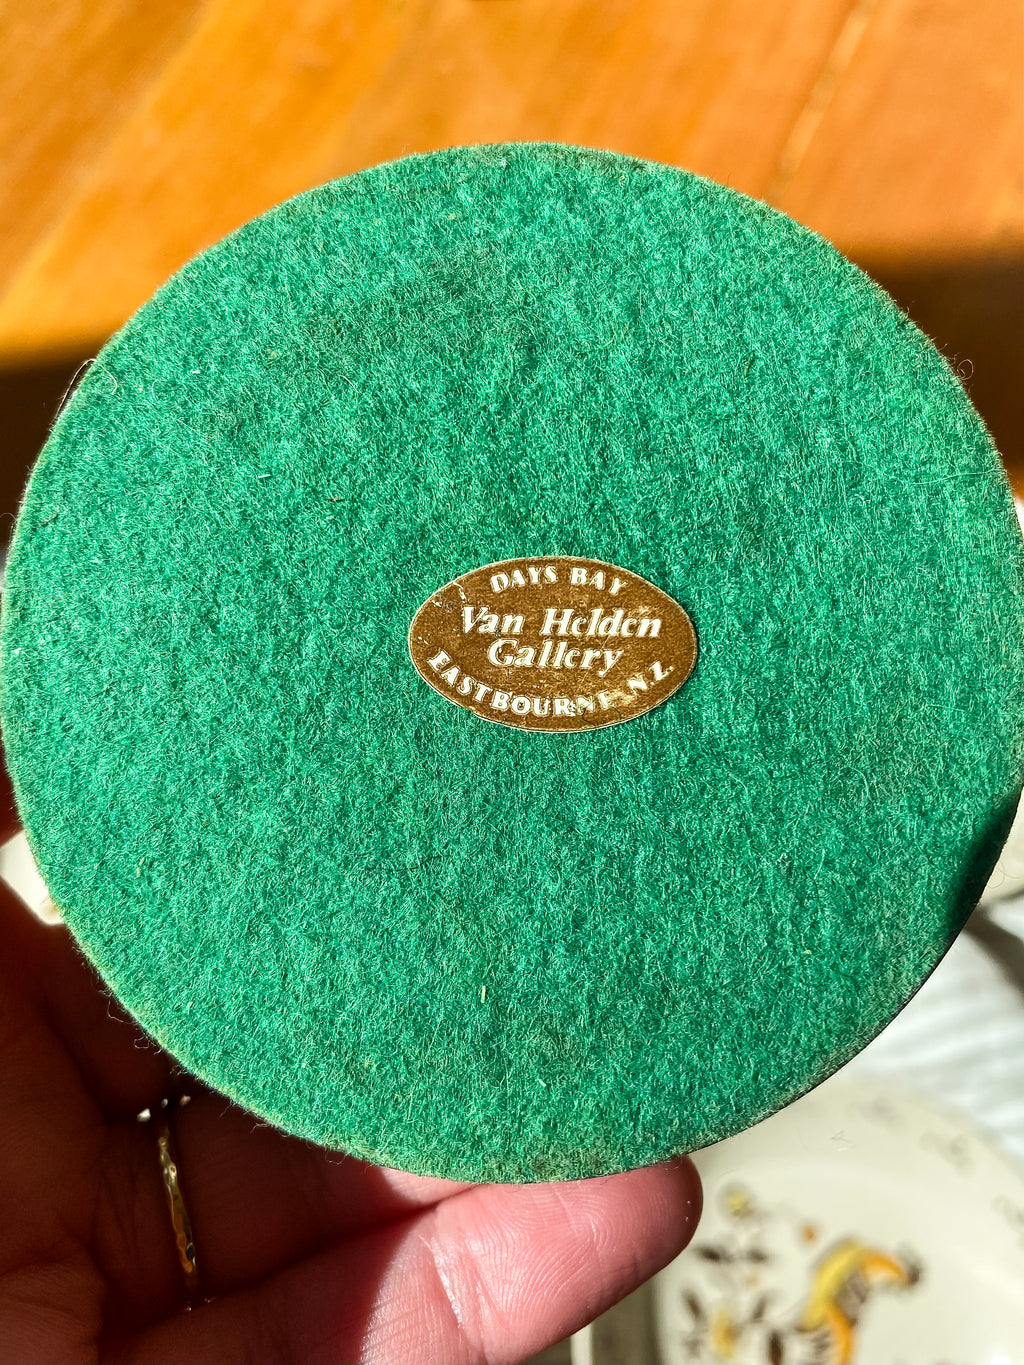 DAYS BAY
Van Helden
Gallery
EASTBOURNE N.Z.